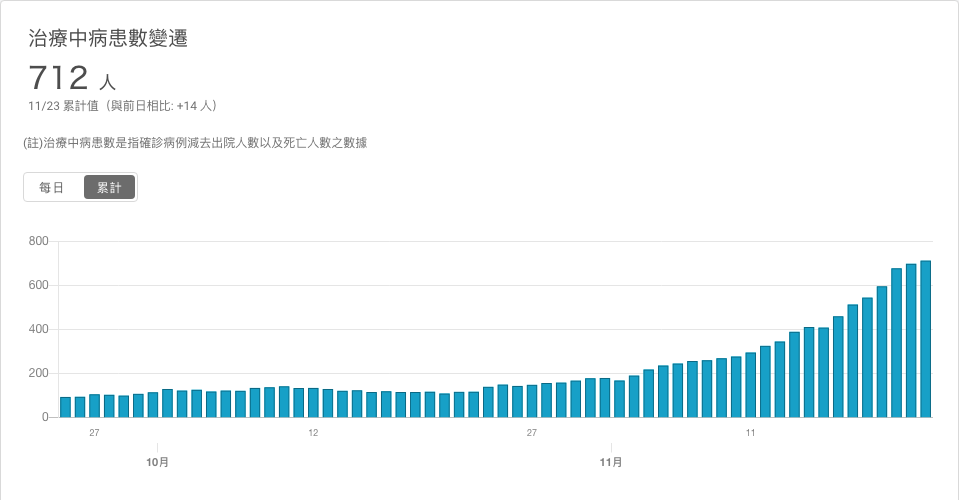 治療中病患數變遷
712 人
11/23 累計值（與前日相比: +14 人）
(註)治療中病患數是指確診病例減去出院人數以及死亡人數之數據
每日 累計
800
600
400
200
0
27 12 27 11
10月 11月